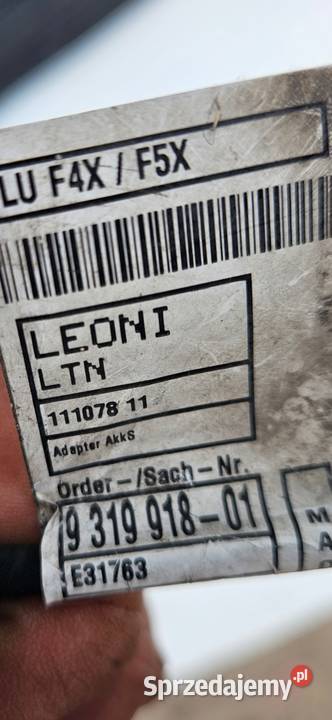 LU F4X / F5X
LEONI
LTN
111078 11
Adapter AkkS
Order-/Sach-Nr.
9 319 918-01
E31763
M
A
Sprzedajemy.pl